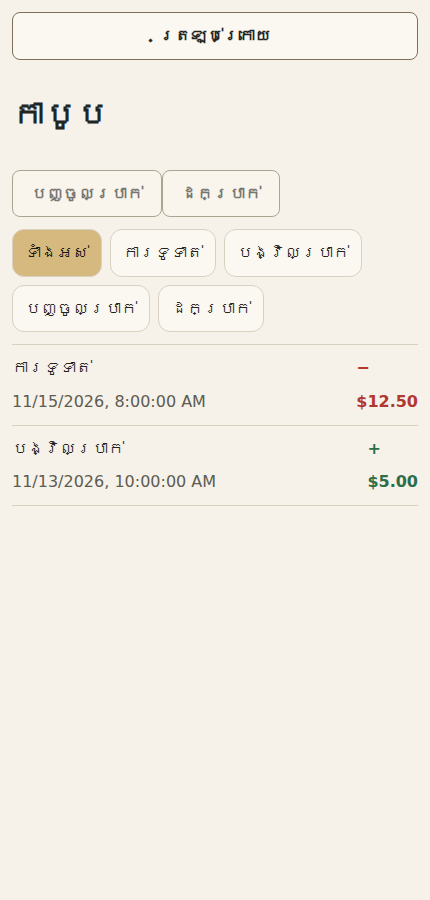 ត្រឡប់ក្រោយ
កាបូប
បញ្ចូលប្រាក់ ដកប្រាក់
ទាំងអស់ ការទូទាត់ បង្វិលប្រាក់
បញ្ចូលប្រាក់ ដកប្រាក់
ការទូទាត់ −
11/15/2026, 8:00:00 AM $12.50
បង្វិលប្រាក់ +
11/13/2026, 10:00:00 AM $5.00